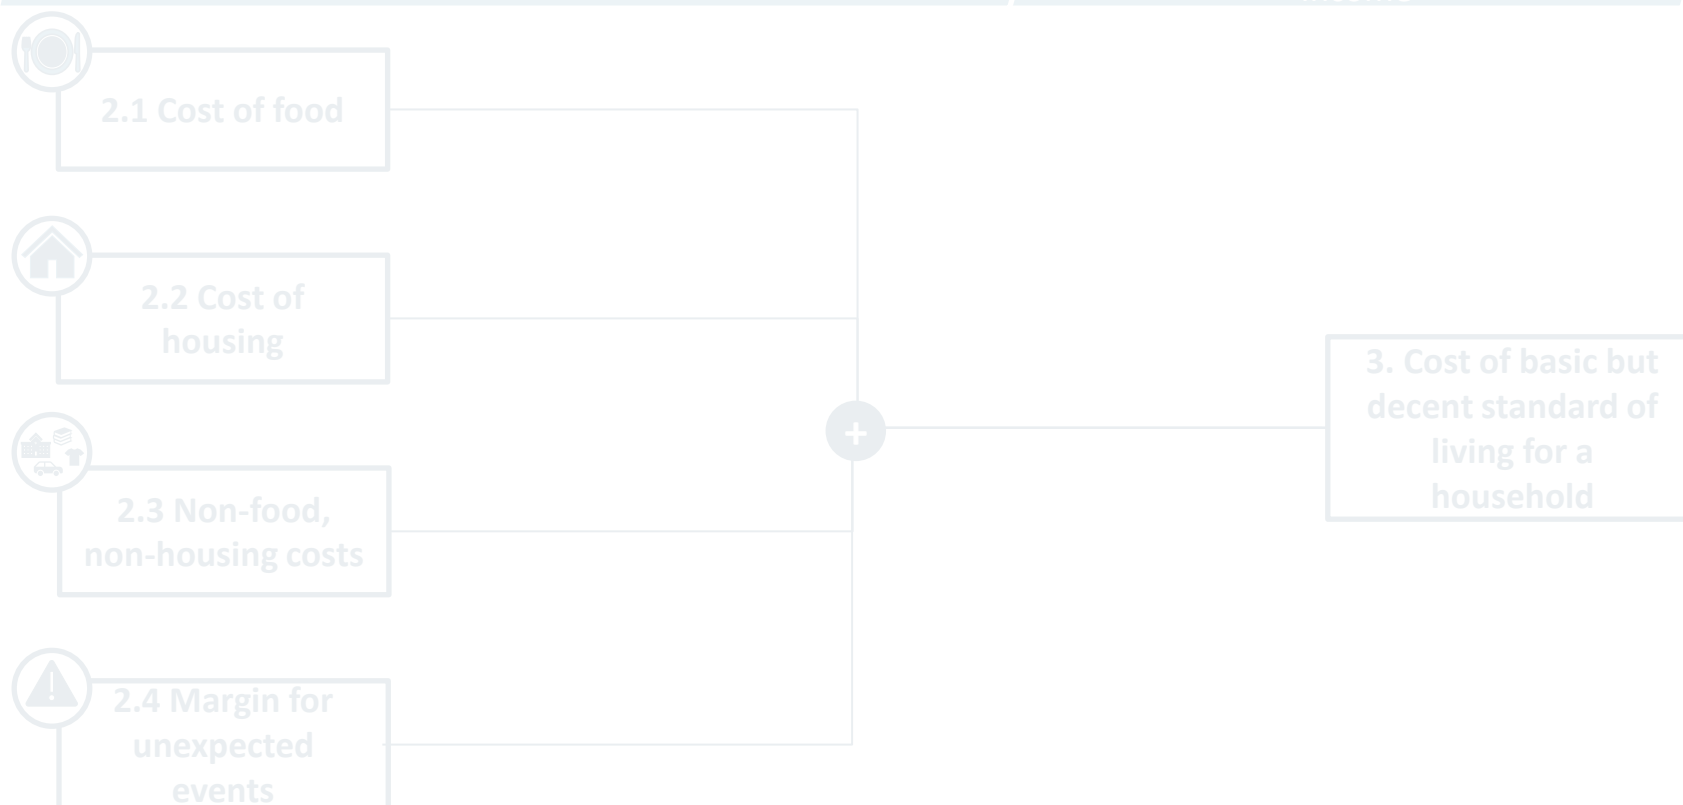 2.1 Cost of food
2.2 Cost of
housing
2.3 Non-food,
non-housing costs
2.4 Margin for
unexpected
events
+
3. Cost of basic but
decent standard of
living for a
household